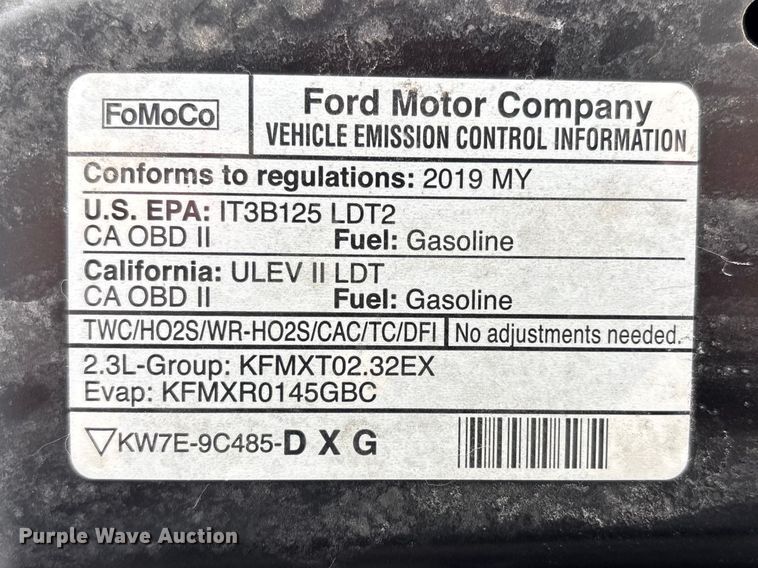 FoMoCo
Ford Motor Company
VEHICLE EMISSION CONTROL INFORMATION
Conforms to regulations: 2019 MY
U.S. EPA: IT3B125 LDT2
CA OBD II Fuel: Gasoline
California: ULEV II LDT
CA OBD II Fuel: Gasoline
TWC/HO2S/WR-HO2S/CAC/TC/DFI No adjustments needed.
2.3L-Group: KFMXT02.32EX
Evap: KFMXR0145GBC
KW7E-9C485-D X G
Purple Wave Auction